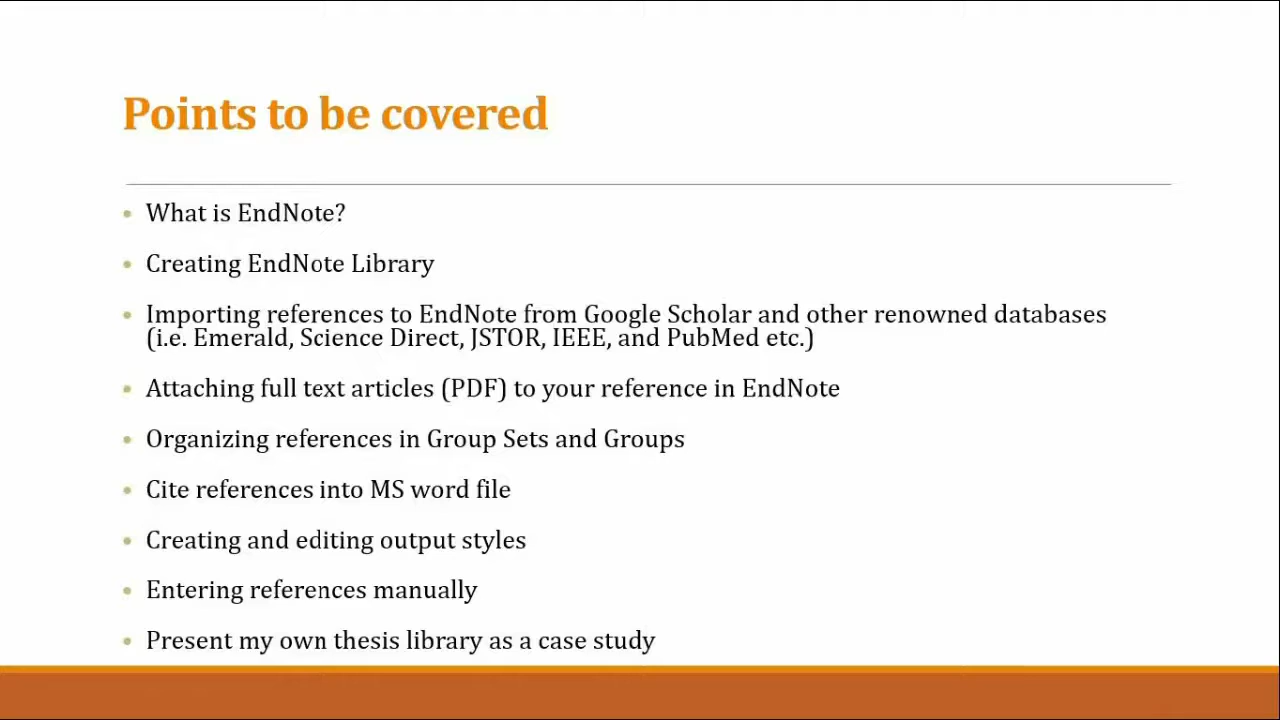 Points to be covered
• What is EndNote?
• Creating EndNote Library
• Importing references to EndNote from Google Scholar and other renowned databases
(i.e. Emerald, Science Direct, JSTOR, IEEE, and PubMed etc.)
• Attaching full text articles (PDF) to your reference in EndNote
• Organizing references in Group Sets and Groups
• Cite references into MS word file
• Creating and editing output styles
• Entering references manually
• Present my own thesis library as a case study